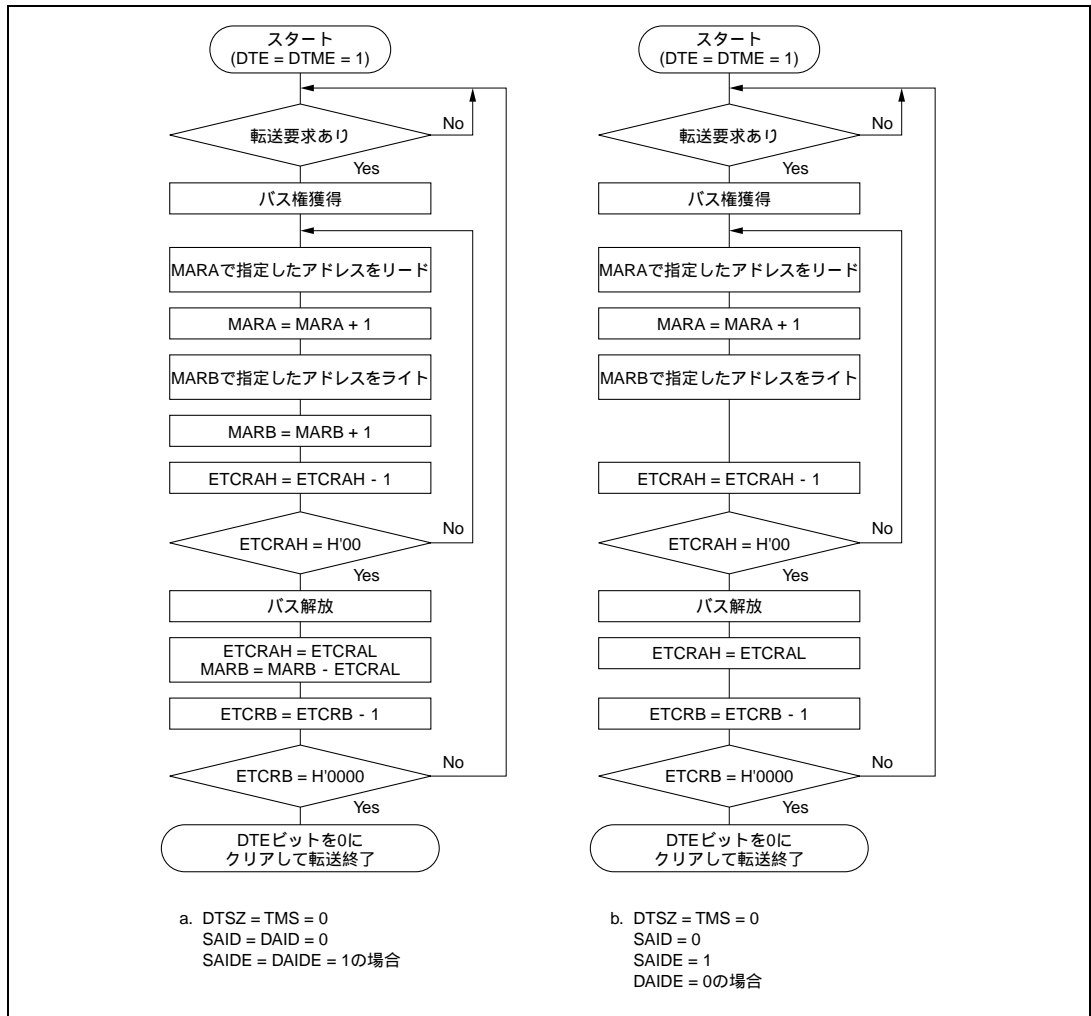 スタート
(DTE = DTME = 1)
転送要求あり
No
Yes
バス権獲得
MARAで指定したアドレスをリード
MARA = MARA + 1
MARBで指定したアドレスをライト
MARB = MARB + 1
ETCRAH = ETCRAH - 1
ETCRAH = H'00
No
Yes
バス解放
ETCRAH = ETCRAL
MARB = MARB - ETCRAL
ETCRB = ETCRB - 1
ETCRB = H'0000
No
Yes
DTEビットを0に
クリアして転送終了
a. DTSZ = TMS = 0
SAID = DAID = 0
SAIDE = DAIDE = 1の場合
スタート
(DTE = DTME = 1)
転送要求あり
No
Yes
バス権獲得
MARAで指定したアドレスをリード
MARA = MARA + 1
MARBで指定したアドレスをライト
ETCRAH = ETCRAH - 1
ETCRAH = H'00
No
Yes
バス解放
ETCRAH = ETCRAL
ETCRB = ETCRB - 1
ETCRB = H'0000
No
Yes
DTEビットを0に
クリアして転送終了
b. DTSZ = TMS = 0
SAID = 0
SAIDE = 1
DAIDE = 0の場合